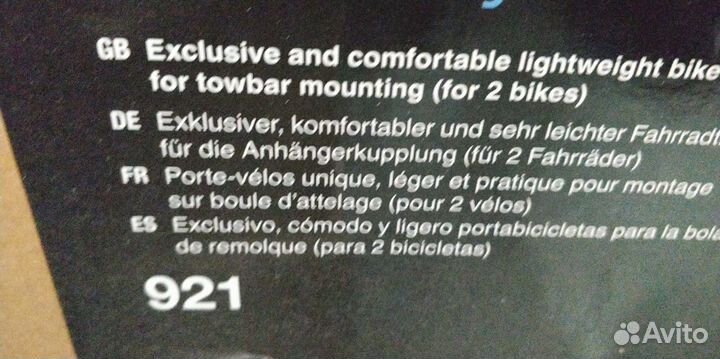 GB Exclusive and comfortable lightweight bike
for towbar mounting (for 2 bikes)
DE Exklusiver, komfortabler und sehr leichter
für die Anhängerkupplung (für 2 Fahrräder)
FR Porte-vélos unique, léger et pratique pour montage
sur boule d'attelage (pour 2 vélos)
ES Exclusivo, cómodo y ligero portabicicletas para la bola
de remolque (para 2 bicicletas)
921
Avito